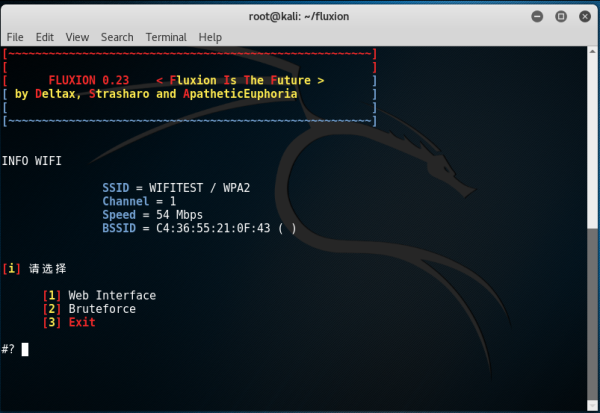 root@kali: ~/fluxion
File Edit View Search Terminal Help
[~~~~~~~~~~~~~~~~~~~~~~~~~~~~~~~~~~~~~~~~~~~~~~~~~~~~~~]
[ ]
[ FLUXION 0.23 < Fluxion Is The Future > ]
[ by Deltax, Strasharo and ApatheticEuphoria ]
[ ]
[~~~~~~~~~~~~~~~~~~~~~~~~~~~~~~~~~~~~~~~~~~~~~~~~~~~~~~]
INFO WIFI
SSID = WIFITEST / WPA2
Channel = 1
Speed = 54 Mbps
BSSID = C4:36:55:21:0F:43 ( )
[i] 请选择
[1] Web Interface
[2] Bruteforce
[3] Exit
#?